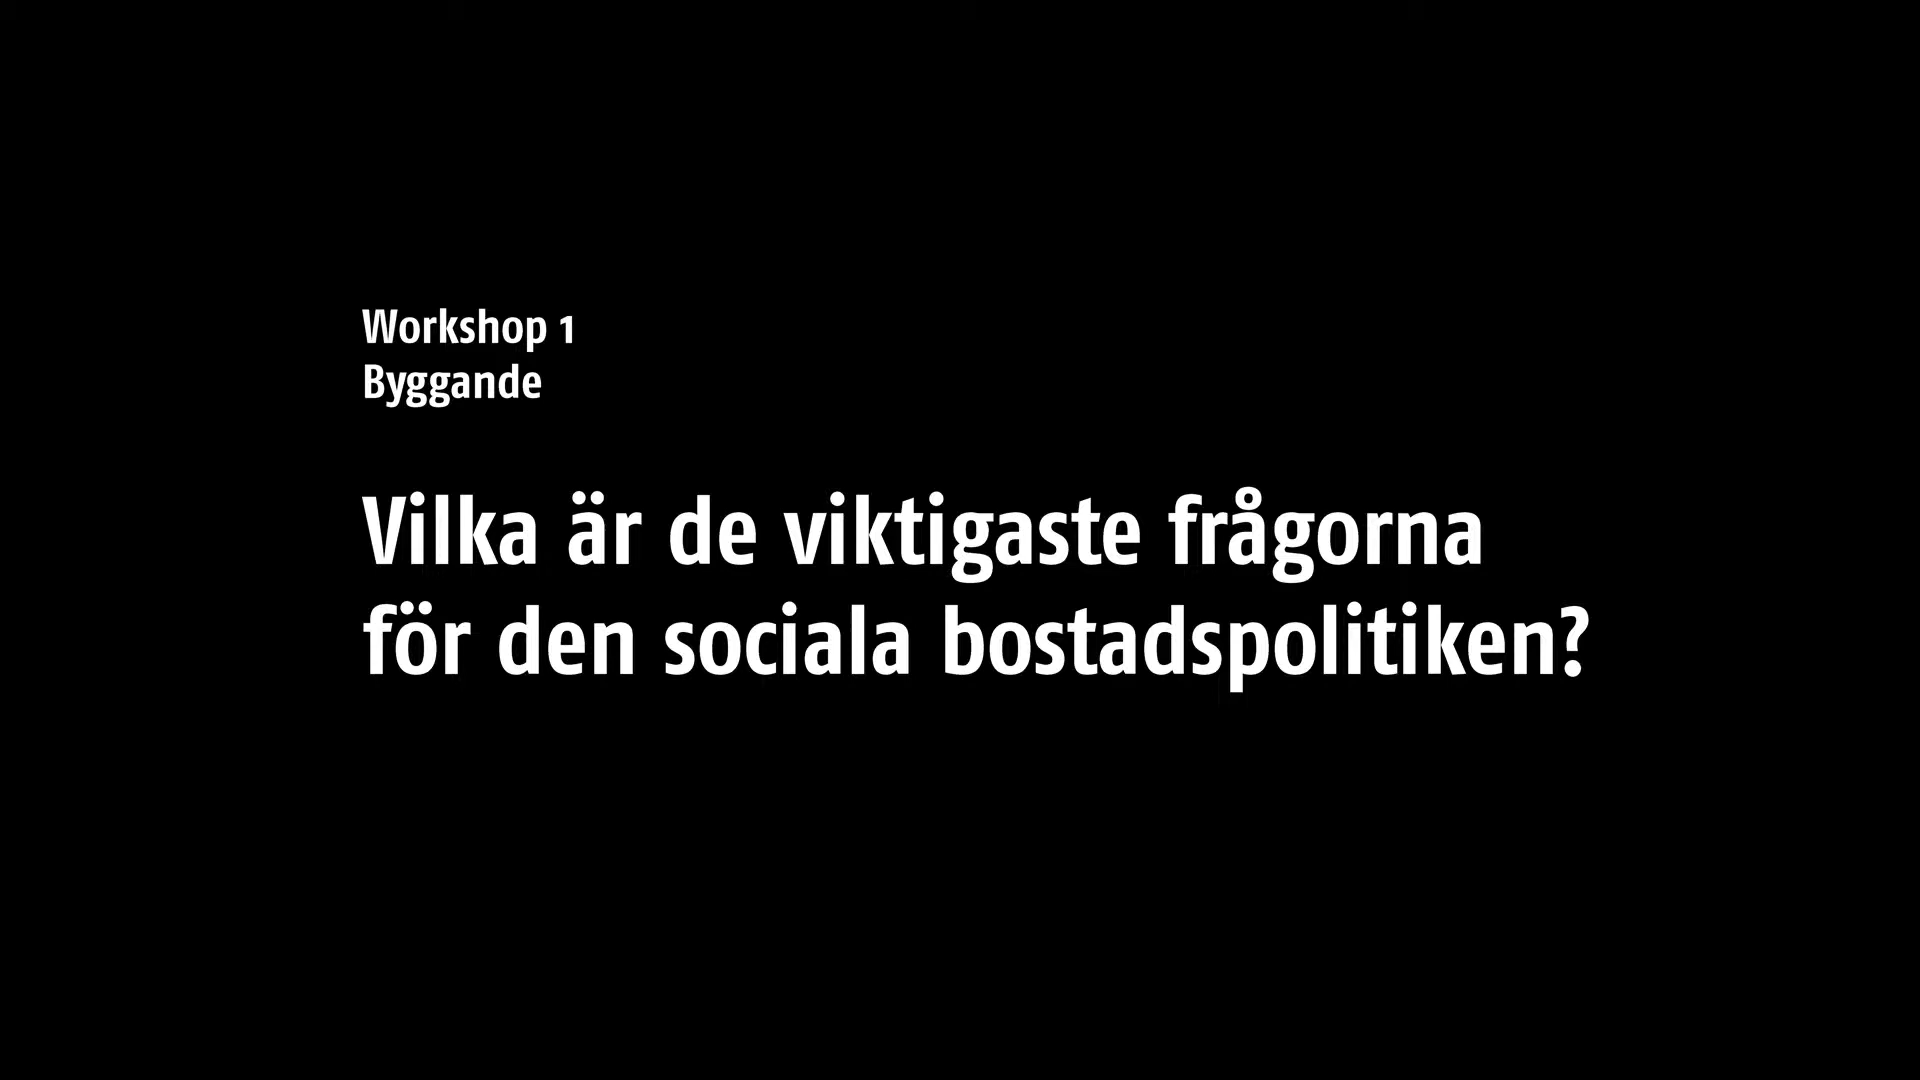 Workshop 1
Byggande
Vilka är de viktigaste frågorna
för den sociala bostadspolitiken?